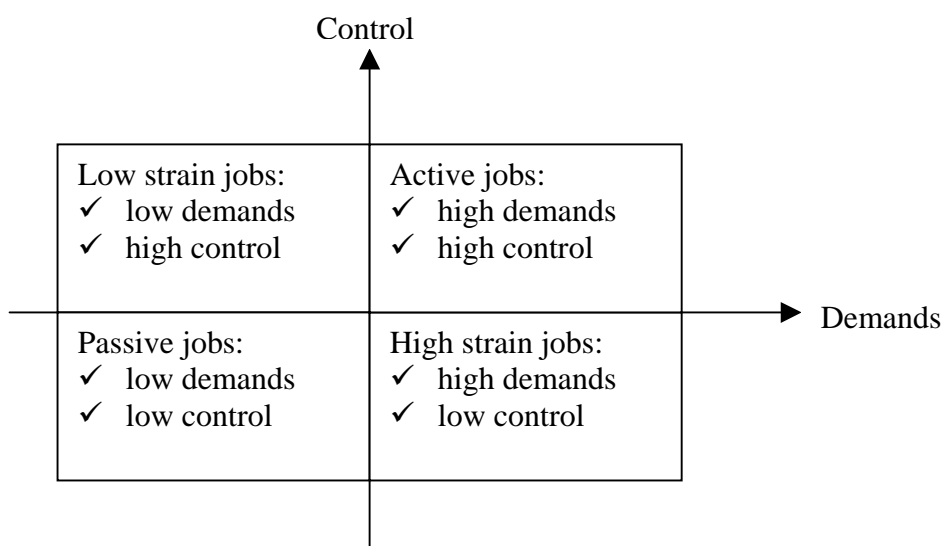 Control
Low strain jobs:
✓ low demands
✓ high control
Active jobs:
✓ high demands
✓ high control
Demands
Passive jobs:
✓ low demands
✓ low control
High strain jobs:
✓ high demands
✓ low control